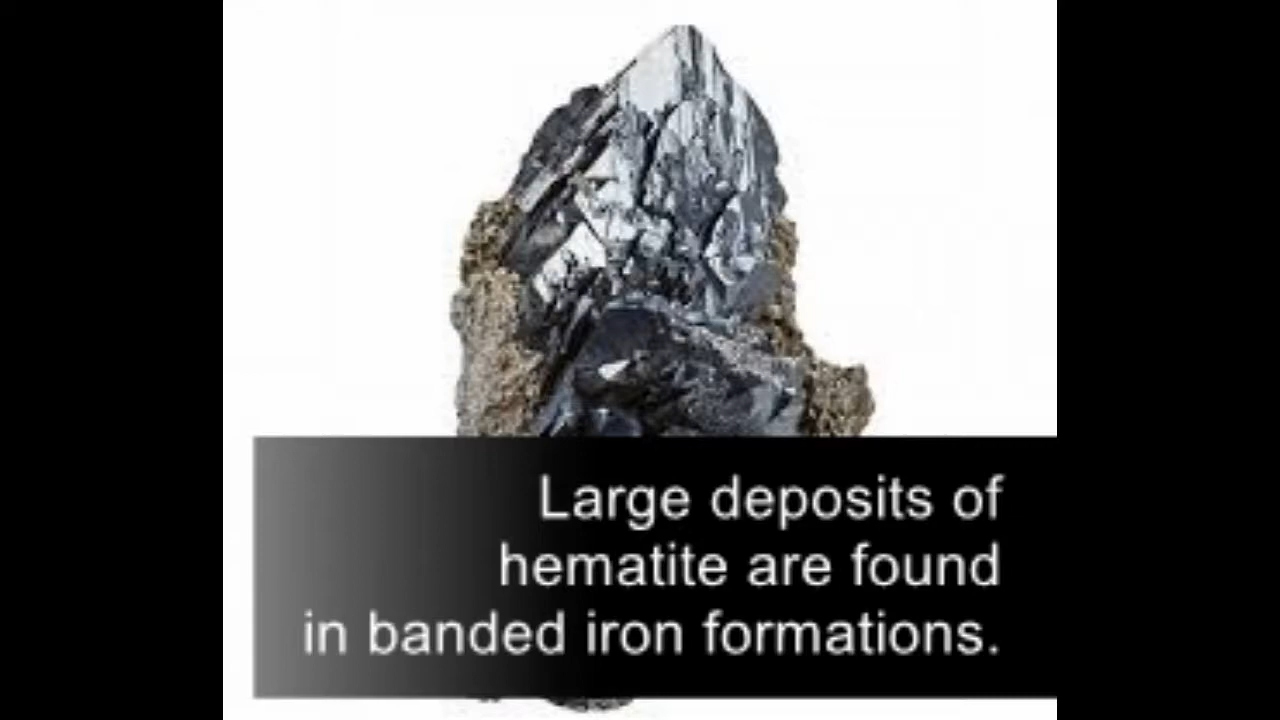 Large deposits of
hematite are found
in banded iron formations.